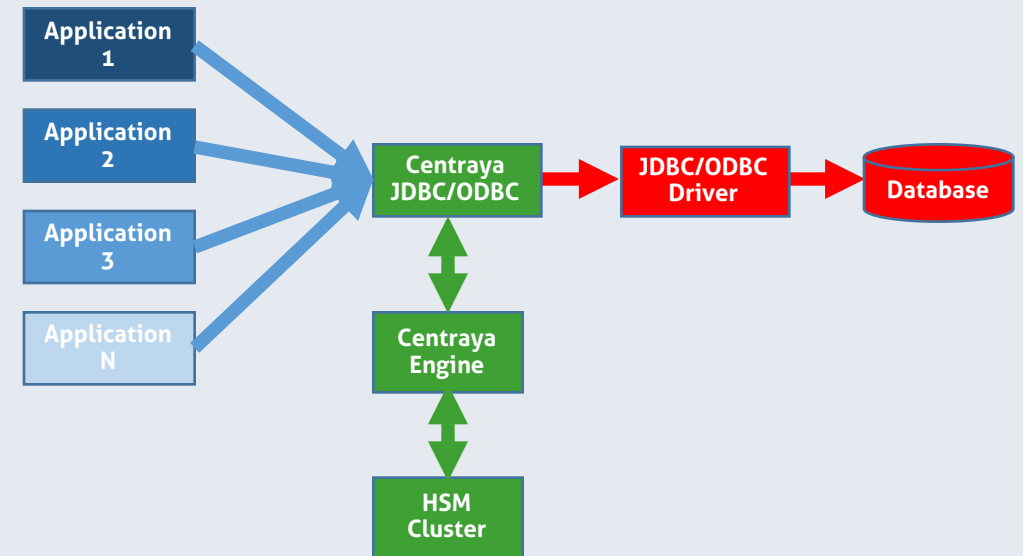 Application
1
Application
2
Application
3
Application
N
Centraya
JDBC/ODBC
JDBC/ODBC
Driver
Database
Centraya
Engine
HSM
Cluster